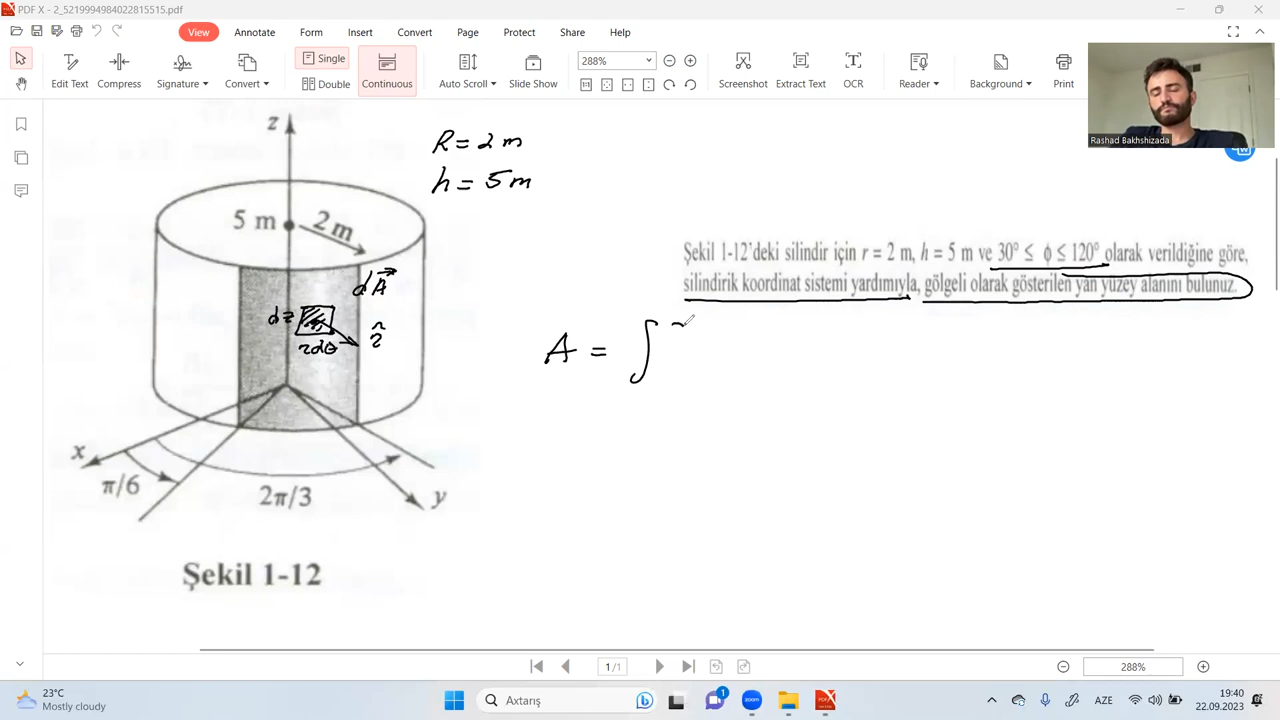 PDF X - 2_5219994984022815515.pdf
File
View
Annotate
Form
Insert
Convert
Page
Protect
Share
Help
Edit Text
Compress
Signature
Convert
Single
Double
Continuous
Auto Scroll
Slide Show
288%
Screenshot
Extract Text
OCR
Reader
Background
Print
Rashad Bakhshizada
z
5 m
2 m
x
π/6
2π/3
y
Şekil 1-12
R = 2 m
h = 5 m
dA
dz
rdθ
r̂
Şekil 1-12'deki silindir için r = 2 m, h = 5 m ve 30° ≤ ϕ ≤ 120° olarak verildiğine göre,
silindirik koordinat sistemi yardımıyla, gölgeli olarak gösterilen yan yüzey alanını bulunuz.
A = ∫
1/1
288%
23°C
Mostly cloudy
Axtarış
zoom
1
AZE
19:40
22.09.2023